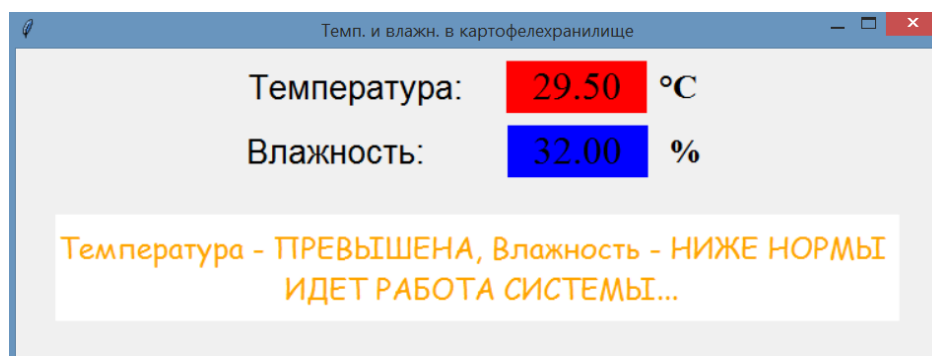 Темп. и влажн. в картофелехранилище
Температура: 29.50 °C
Влажность: 32.00 %
Температура - ПРЕВЫШЕНА, Влажность - НИЖЕ НОРМЫ
ИДЕТ РАБОТА СИСТЕМЫ...